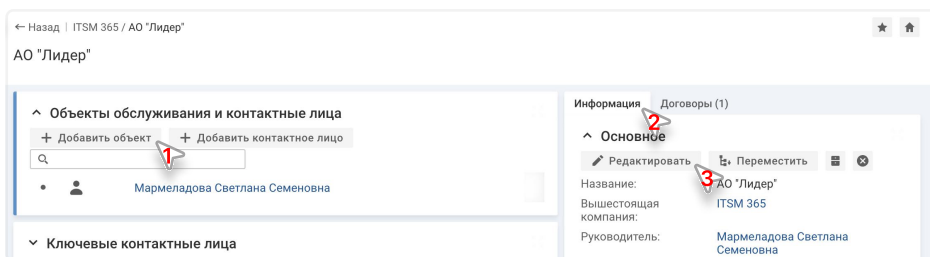 ← Назад | ITSM 365 / АО "Лидер"
АО "Лидер"
Объекты обслуживания и контактные лица
+ Добавить объект + Добавить контактное лицо
1
Мармеладова Светлана Семеновна
Ключевые контактные лица
Информация Договоры (1)
2
Основное
Редактировать Переместить
3
Название: АО "Лидер"
Вышестоящая компания: ITSM 365
Руководитель: Мармеладова Светлана
Семеновна